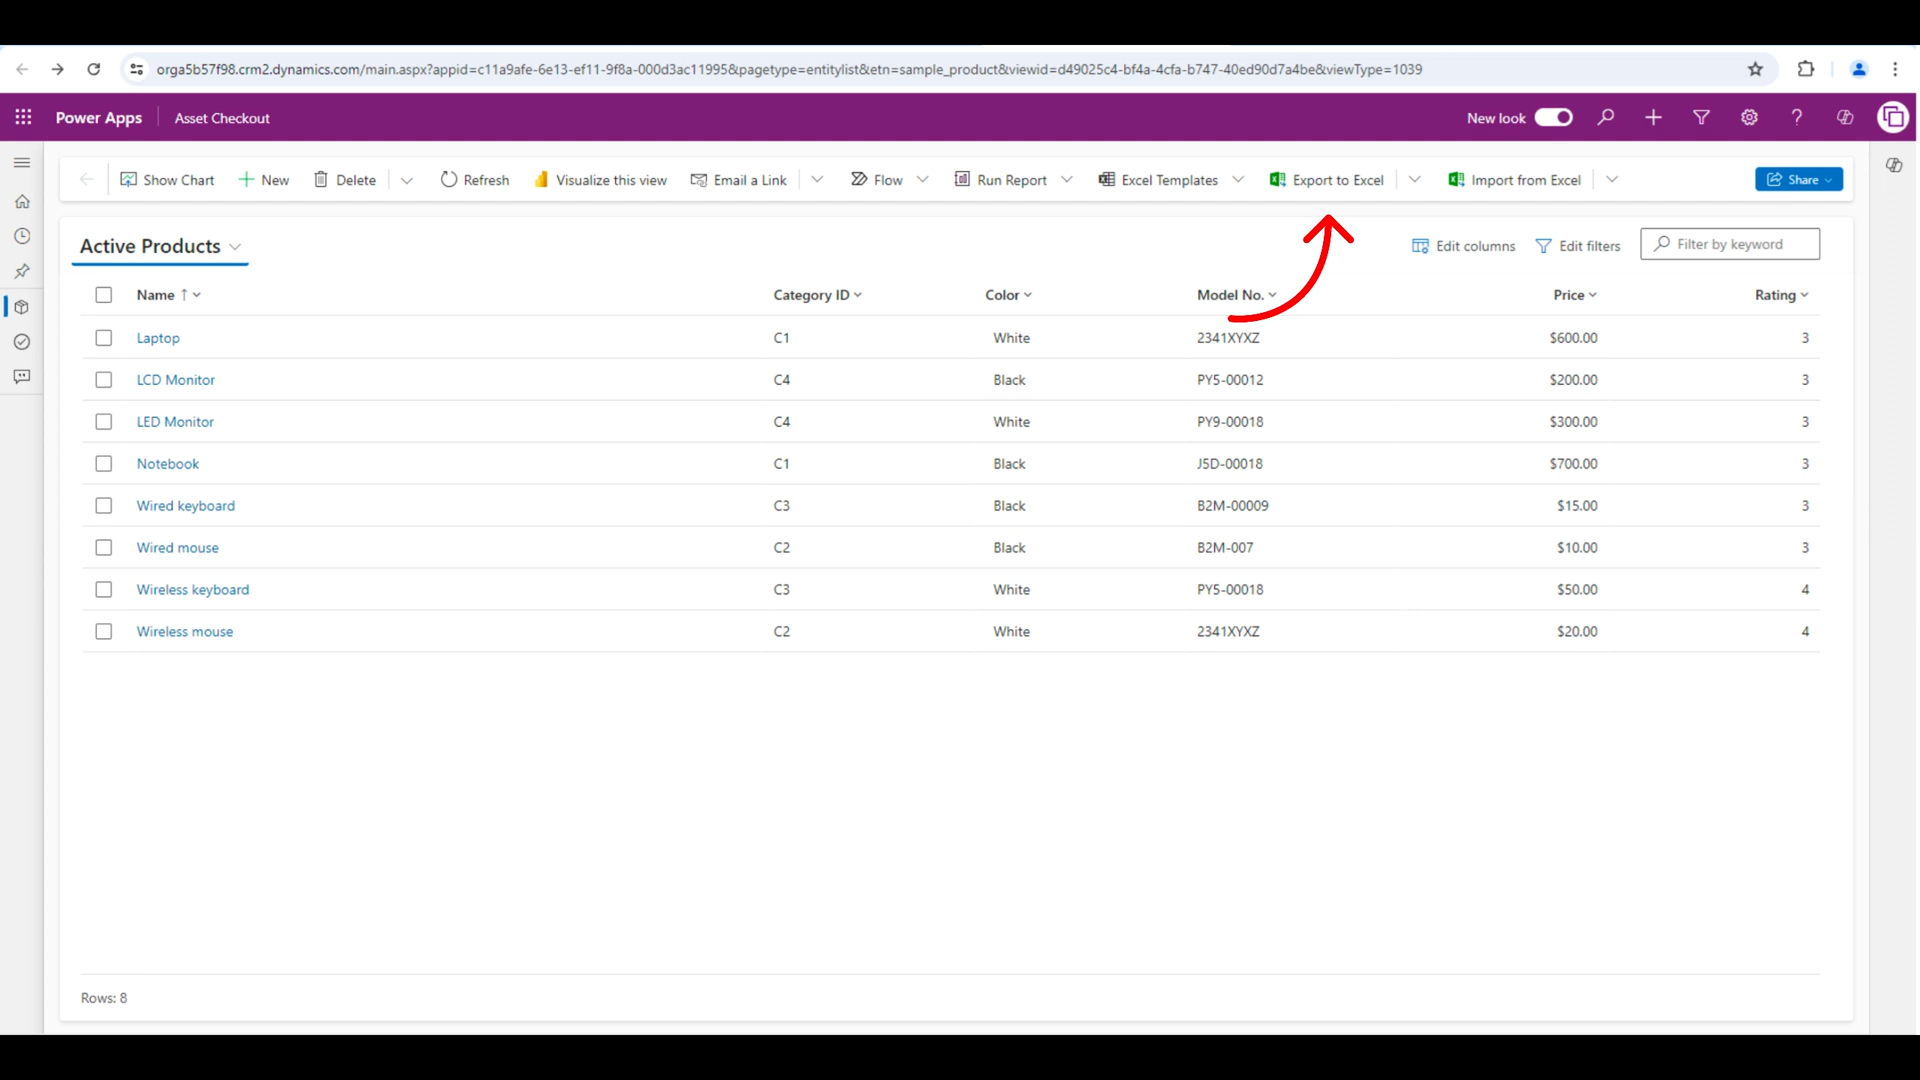 orga5b57f98.crm2.dynamics.com/main.aspx?appid=c11a9afe-6e13-ef11-9f8a-000d3ac11995&pagetype=entitylist&etn=sample_product&viewid=d49025c4-bf4a-4cfa-b747-40ed90d7a4be&viewType=1039
Power Apps Asset Checkout New look
Show Chart New Delete Refresh Visualize this view Email a Link Flow Run Report Excel Templates Export to Excel Import from Excel Share
Active Products Edit columns Edit filters Filter by keyword
Name ↑ Category ID Color Model No. Price Rating
Laptop C1 White 2341XYXZ $600.00 3
LCD Monitor C4 Black PY5-00012 $200.00 3
LED Monitor C4 White PY9-00018 $300.00 3
Notebook C1 Black J5D-00018 $700.00 3
Wired keyboard C3 Black B2M-00009 $15.00 3
Wired mouse C2 Black B2M-007 $10.00 3
Wireless keyboard C3 White PY5-00018 $50.00 4
Wireless mouse C2 White 2341XYXZ $20.00 4
Rows: 8